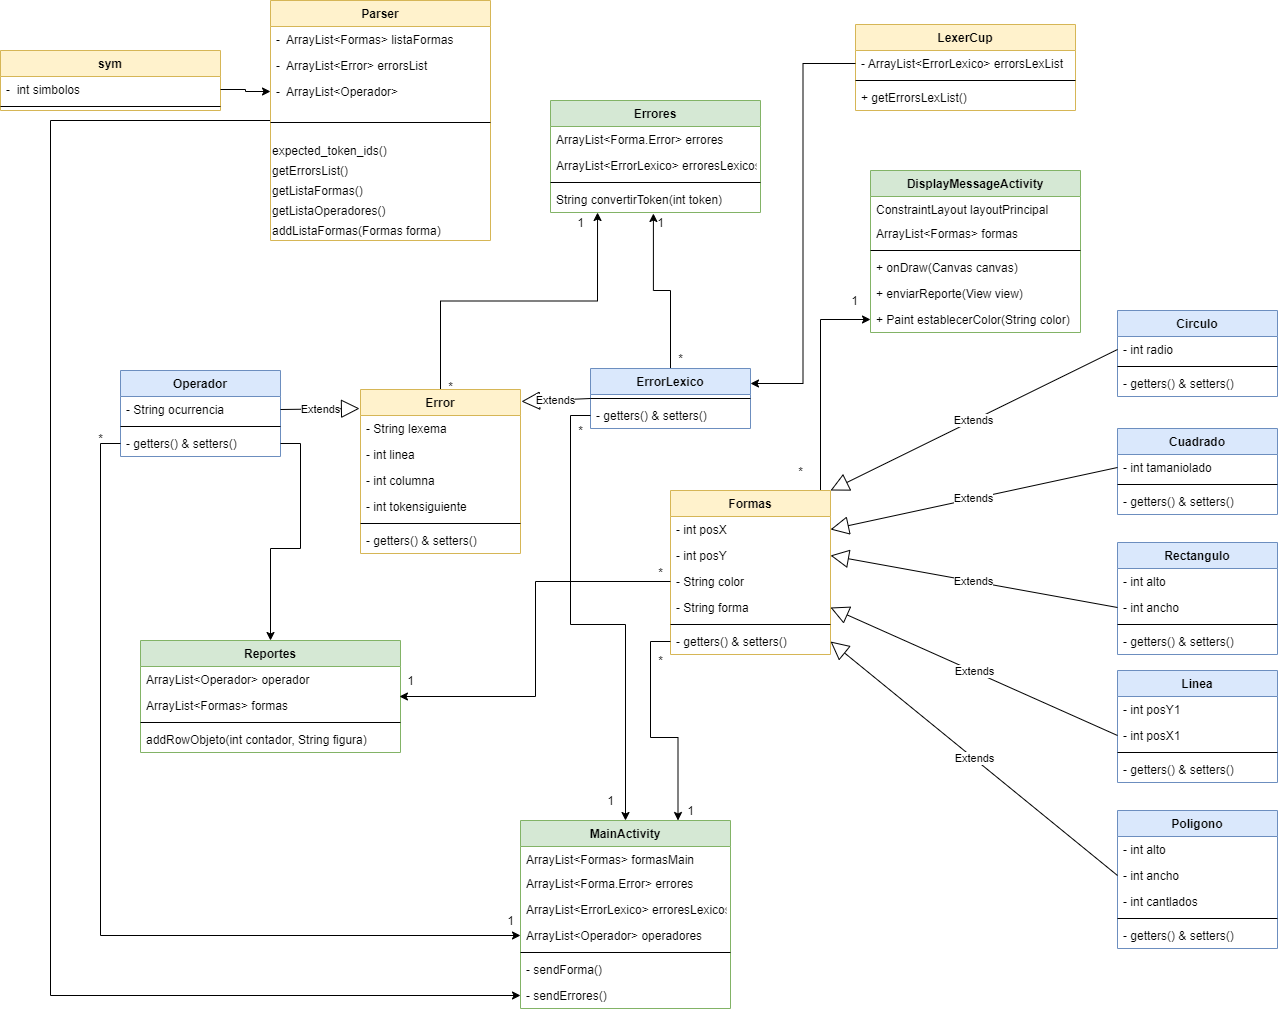 Parser
- ArrayList<Formas> listaFormas
- ArrayList<Error> errorsList
- ArrayList<Operador>
expected_token_ids()
getErrorsList()
getListaFormas()
getListaOperadores()
addListaFormas(Formas forma)
sym
- int simbolos
LexerCup
- ArrayList<ErrorLexico> errorsLexList
+ getErrorsLexList()
Errores
ArrayList<Forma.Error> errores
ArrayList<ErrorLexico> erroresLexicos
String convertirToken(int token)
1
1
DisplayMessageActivity
ConstraintLayout layoutPrincipal
ArrayList<Formas> formas
+ onDraw(Canvas canvas)
+ enviarReporte(View view)
+ Paint establecerColor(String color)
1
Circulo
- int radio
- getters() & setters()
Operador
- String ocurrencia
- getters() & setters()
*
Extends
*
Error
- String lexema
- int linea
- int columna
- int tokensiguiente
- getters() & setters()
Extends
*
ErrorLexico
- getters() & setters()
*
Extends
Cuadrado
- int tamaniolado
- getters() & setters()
*
Extends
Formas
- int posX
- int posY
- String color
- String forma
- getters() & setters()
*
*
Extends
Rectangulo
- int alto
- int ancho
- getters() & setters()
Reportes
ArrayList<Operador> operador
ArrayList<Formas> formas
addRowObjeto(int contador, String figura)
1
Extends
Linea
- int posY1
- int posX1
- getters() & setters()
Extends
1
1
MainActivity
ArrayList<Formas> formasMain
ArrayList<Forma.Error> errores
ArrayList<ErrorLexico> erroresLexicos
ArrayList<Operador> operadores
- sendForma()
- sendErrores()
1
Poligono
- int alto
- int ancho
- int cantlados
- getters() & setters()